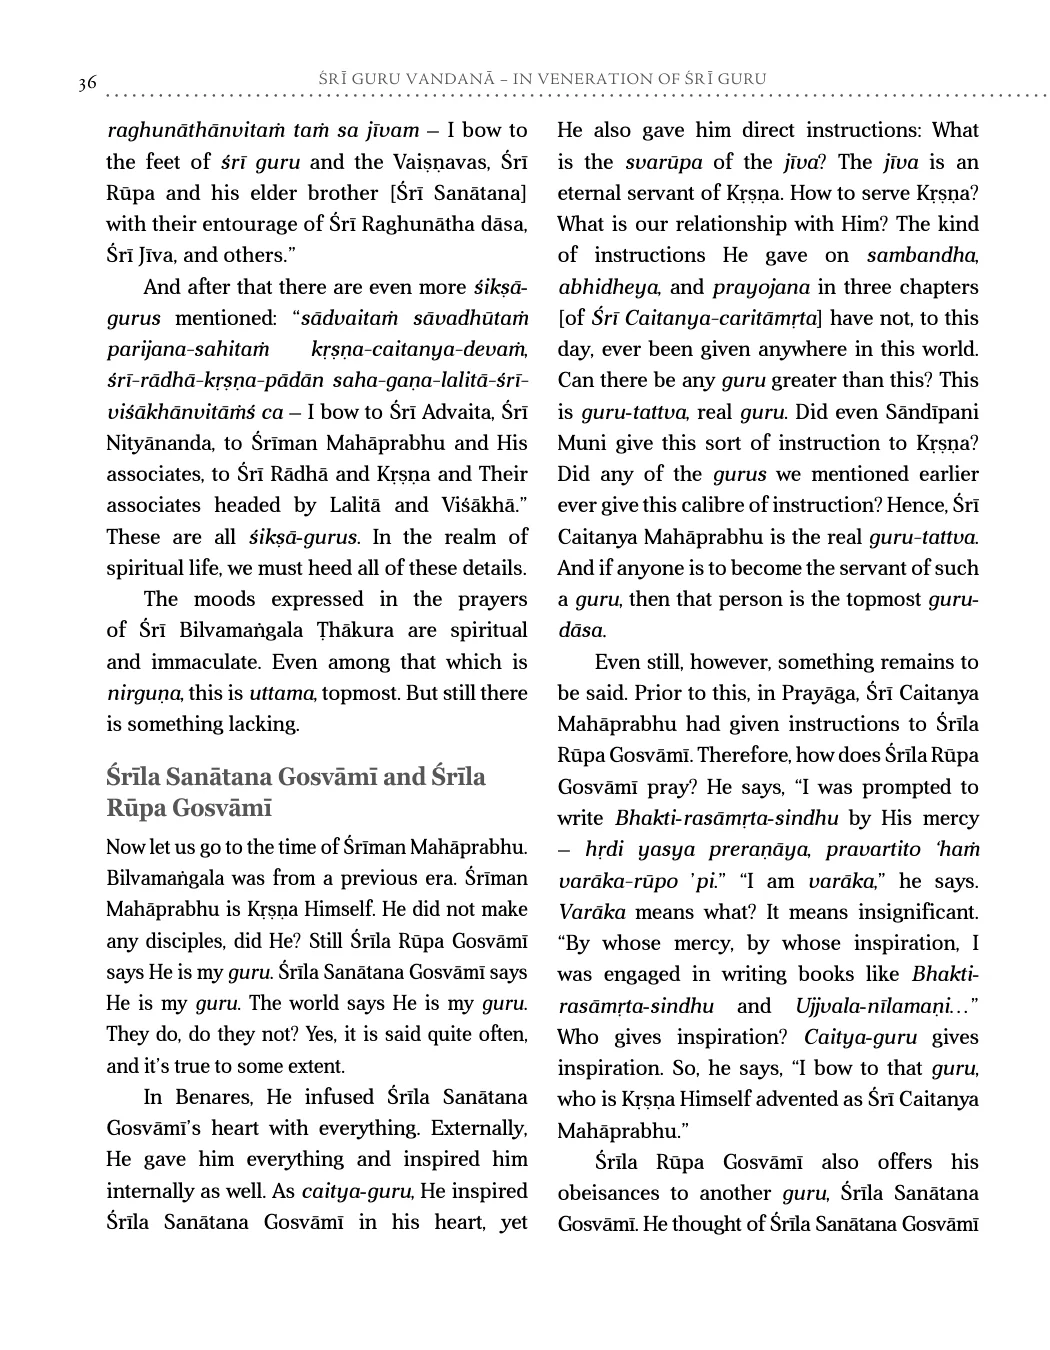 36
ŚRĪ GURU VANDANĀ – IN VENERATION OF ŚRĪ GURU
raghunāthānvitaṁ taṁ sa jīvam – I bow to
the feet of śrī guru and the Vaiṣṇavas, Śrī
Rūpa and his elder brother [Śrī Sanātana]
with their entourage of Śrī Raghunātha dāsa,
Śrī Jīva, and others.”
And after that there are even more śikṣā-
gurus mentioned: “sādvaitaṁ sāvadhūtaṁ
parijana-sahitaṁ kṛṣṇa-caitanya-devaṁ,
śrī-rādhā-kṛṣṇa-pādān saha-gaṇa-lalitā-śrī-
viśākhānvitāṁś ca – I bow to Śrī Advaita, Śrī
Nityānanda, to Śrīman Mahāprabhu and His
associates, to Śrī Rādhā and Kṛṣṇa and Their
associates headed by Lalitā and Viśākhā.”
These are all śikṣā-gurus. In the realm of
spiritual life, we must heed all of these details.
The moods expressed in the prayers
of Śrī Bilvamaṅgala Ṭhākura are spiritual
and immaculate. Even among that which is
nirguṇa, this is uttama, topmost. But still there
is something lacking.
Śrīla Sanātana Gosvāmī and Śrīla
Rūpa Gosvāmī
Now let us go to the time of Śrīman Mahāprabhu.
Bilvamaṅgala was from a previous era. Śrīman
Mahāprabhu is Kṛṣṇa Himself. He did not make
any disciples, did He? Still Śrīla Rūpa Gosvāmī
says He is my guru. Śrīla Sanātana Gosvāmī says
He is my guru. The world says He is my guru.
They do, do they not? Yes, it is said quite often,
and it’s true to some extent.
In Benares, He infused Śrīla Sanātana
Gosvāmī’s heart with everything. Externally,
He gave him everything and inspired him
internally as well. As caitya-guru, He inspired
Śrīla Sanātana Gosvāmī in his heart, yet
He also gave him direct instructions: What
is the svarūpa of the jīva? The jīva is an
eternal servant of Kṛṣṇa. How to serve Kṛṣṇa?
What is our relationship with Him? The kind
of instructions He gave on sambandha,
abhidheya, and prayojana in three chapters
[of Śrī Caitanya-caritāmṛta] have not, to this
day, ever been given anywhere in this world.
Can there be any guru greater than this? This
is guru-tattva, real guru. Did even Sāndīpani
Muni give this sort of instruction to Kṛṣṇa?
Did any of the gurus we mentioned earlier
ever give this calibre of instruction? Hence, Śrī
Caitanya Mahāprabhu is the real guru-tattva.
And if anyone is to become the servant of such
a guru, then that person is the topmost guru-
dāsa.
Even still, however, something remains to
be said. Prior to this, in Prayāga, Śrī Caitanya
Mahāprabhu had given instructions to Śrīla
Rūpa Gosvāmī. Therefore, how does Śrīla Rūpa
Gosvāmī pray? He says, “I was prompted to
write Bhakti-rasāmṛta-sindhu by His mercy
– hṛdi yasya preraṇāya, pravartito ‘haṁ
varāka-rūpo ’pi.” “I am varāka,” he says.
Varāka means what? It means insignificant.
“By whose mercy, by whose inspiration, I
was engaged in writing books like Bhakti-
rasāmṛta-sindhu and Ujjvala-nīlamaṇi…”
Who gives inspiration? Caitya-guru gives
inspiration. So, he says, “I bow to that guru,
who is Kṛṣṇa Himself advented as Śrī Caitanya
Mahāprabhu.”
Śrīla Rūpa Gosvāmī also offers his
obeisances to another guru, Śrīla Sanātana
Gosvāmī. He thought of Śrīla Sanātana Gosvāmī